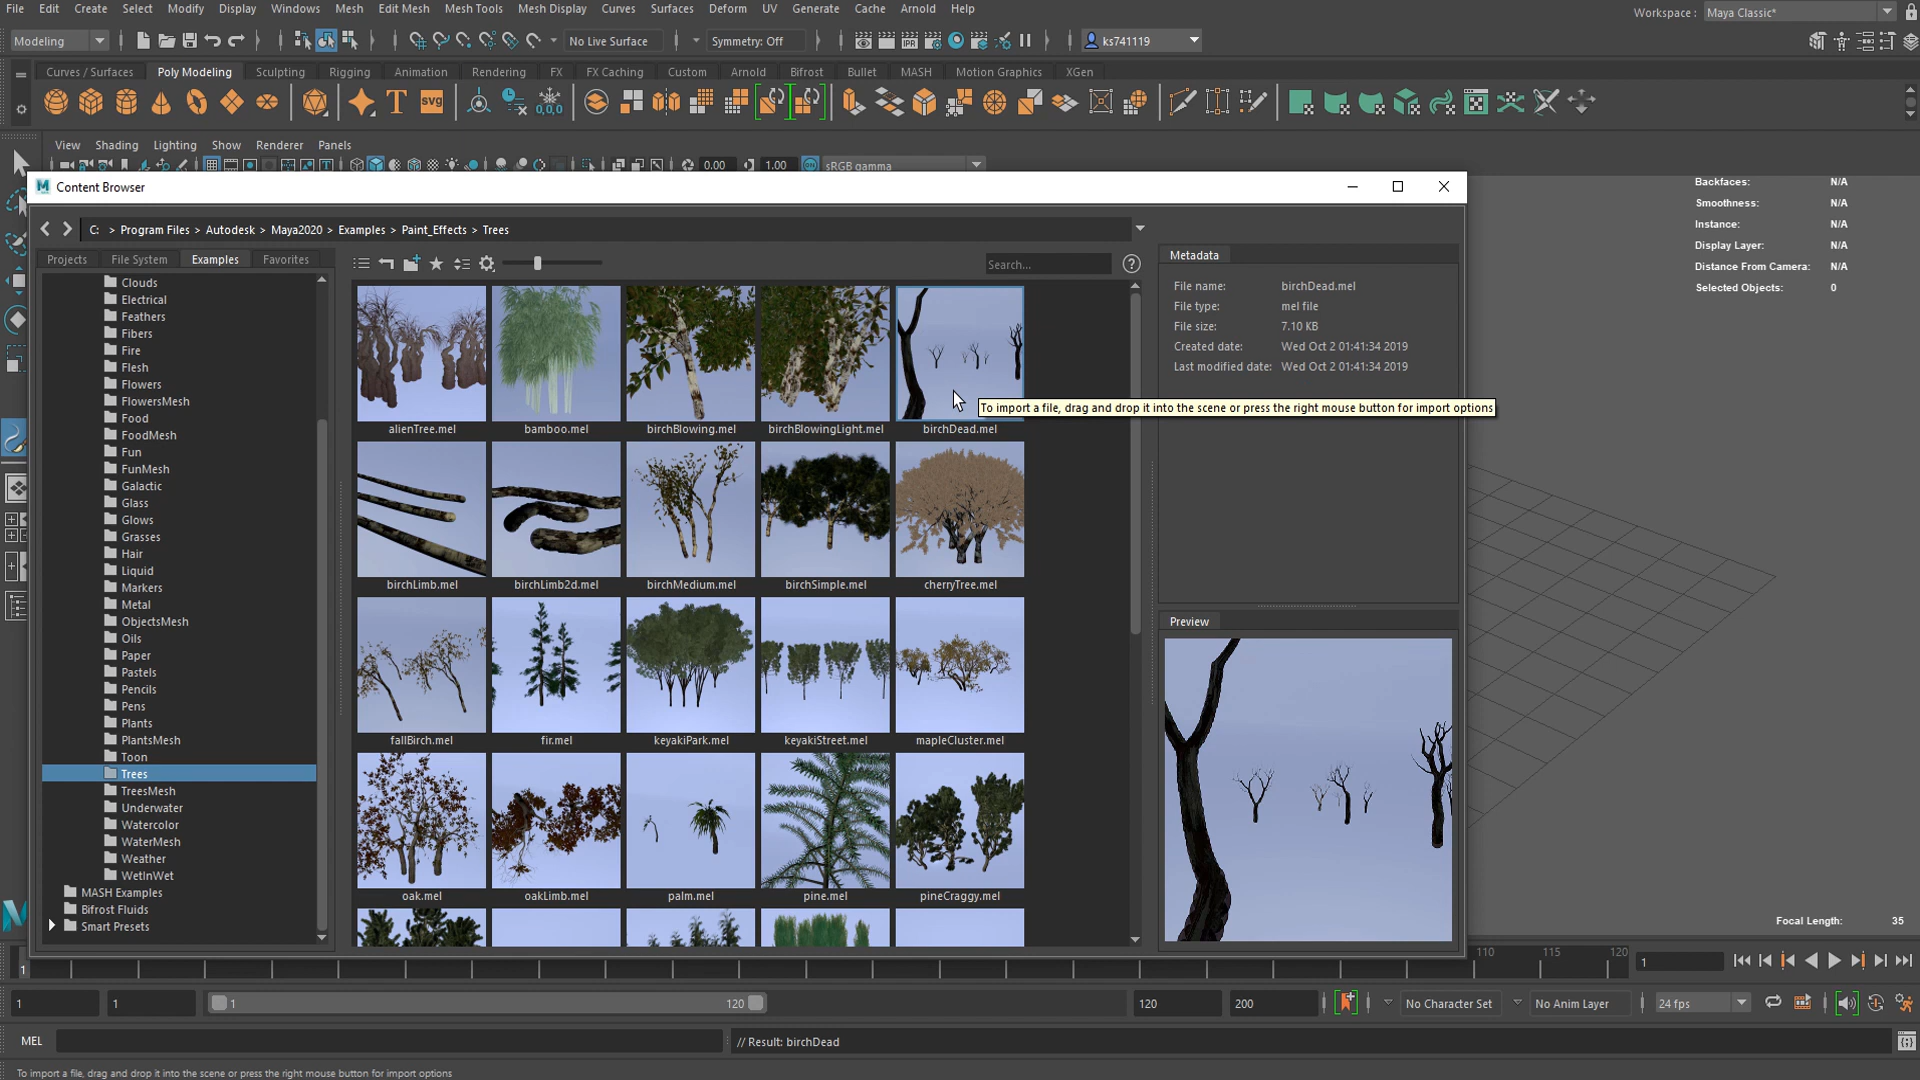 File Edit Create Select Modify Display Windows Mesh Edit Mesh Mesh Tools Mesh Display Curves Surfaces Deform UV Generate Cache Arnold Help
Workspace : Maya Classic*
Modeling No Live Surface Symmetry: Off ks741119
Curves / Surfaces Poly Modeling Sculpting Rigging Animation Rendering FX FX Caching Custom Arnold Bifrost Bullet MASH Motion Graphics XGen
T SVG 0,0,0
View Shading Lighting Show Renderer Panels
0.00 1.00 sRGB gamma
Content Browser
Backfaces: N/A
Smoothness: N/A
Instance: N/A
Display Layer: N/A
Distance From Camera: N/A
Selected Objects: 0
C: > Program Files > Autodesk > Maya2020 > Examples > Paint_Effects > Trees
Projects File System Examples Favorites
Search...
Clouds
Electrical
Feathers
Fibers
Fire
Flesh
Flowers
FlowersMesh
Food
FoodMesh
Fun
FunMesh
Galactic
Glass
Glows
Grasses
Hair
Liquid
Markers
Metal
ObjectsMesh
Oils
Paper
Pastels
Pencils
Pens
Plants
PlantsMesh
Toon
Trees
TreesMesh
Underwater
Watercolor
WaterMesh
Weather
WetInWet
MASH Examples
Bifrost Fluids
Smart Presets
alienTree.mel bamboo.mel birchBlowing.mel birchBlowingLight.mel birchDead.mel
birchLimb.mel birchLimb2d.mel birchMedium.mel birchSimple.mel cherryTree.mel
fallBirch.mel fir.mel keyakiPark.mel keyakiStreet.mel mapleCluster.mel
oak.mel oakLimb.mel palm.mel pine.mel pineCraggy.mel
Metadata
File name: birchDead.mel
File type: mel file
File size: 7.10 KB
Created date: Wed Oct 2 01:41:34 2019
Last modified date: Wed Oct 2 01:41:34 2019
To import a file, drag and drop it into the scene or press the right mouse button for import options
Preview
Focal Length: 35
1 110 115 120 1
1 1 1 120 120 200 No Character Set No Anim Layer 24 fps
MEL // Result: birchDead
To import a file, drag and drop it into the scene or press the right mouse button for import options